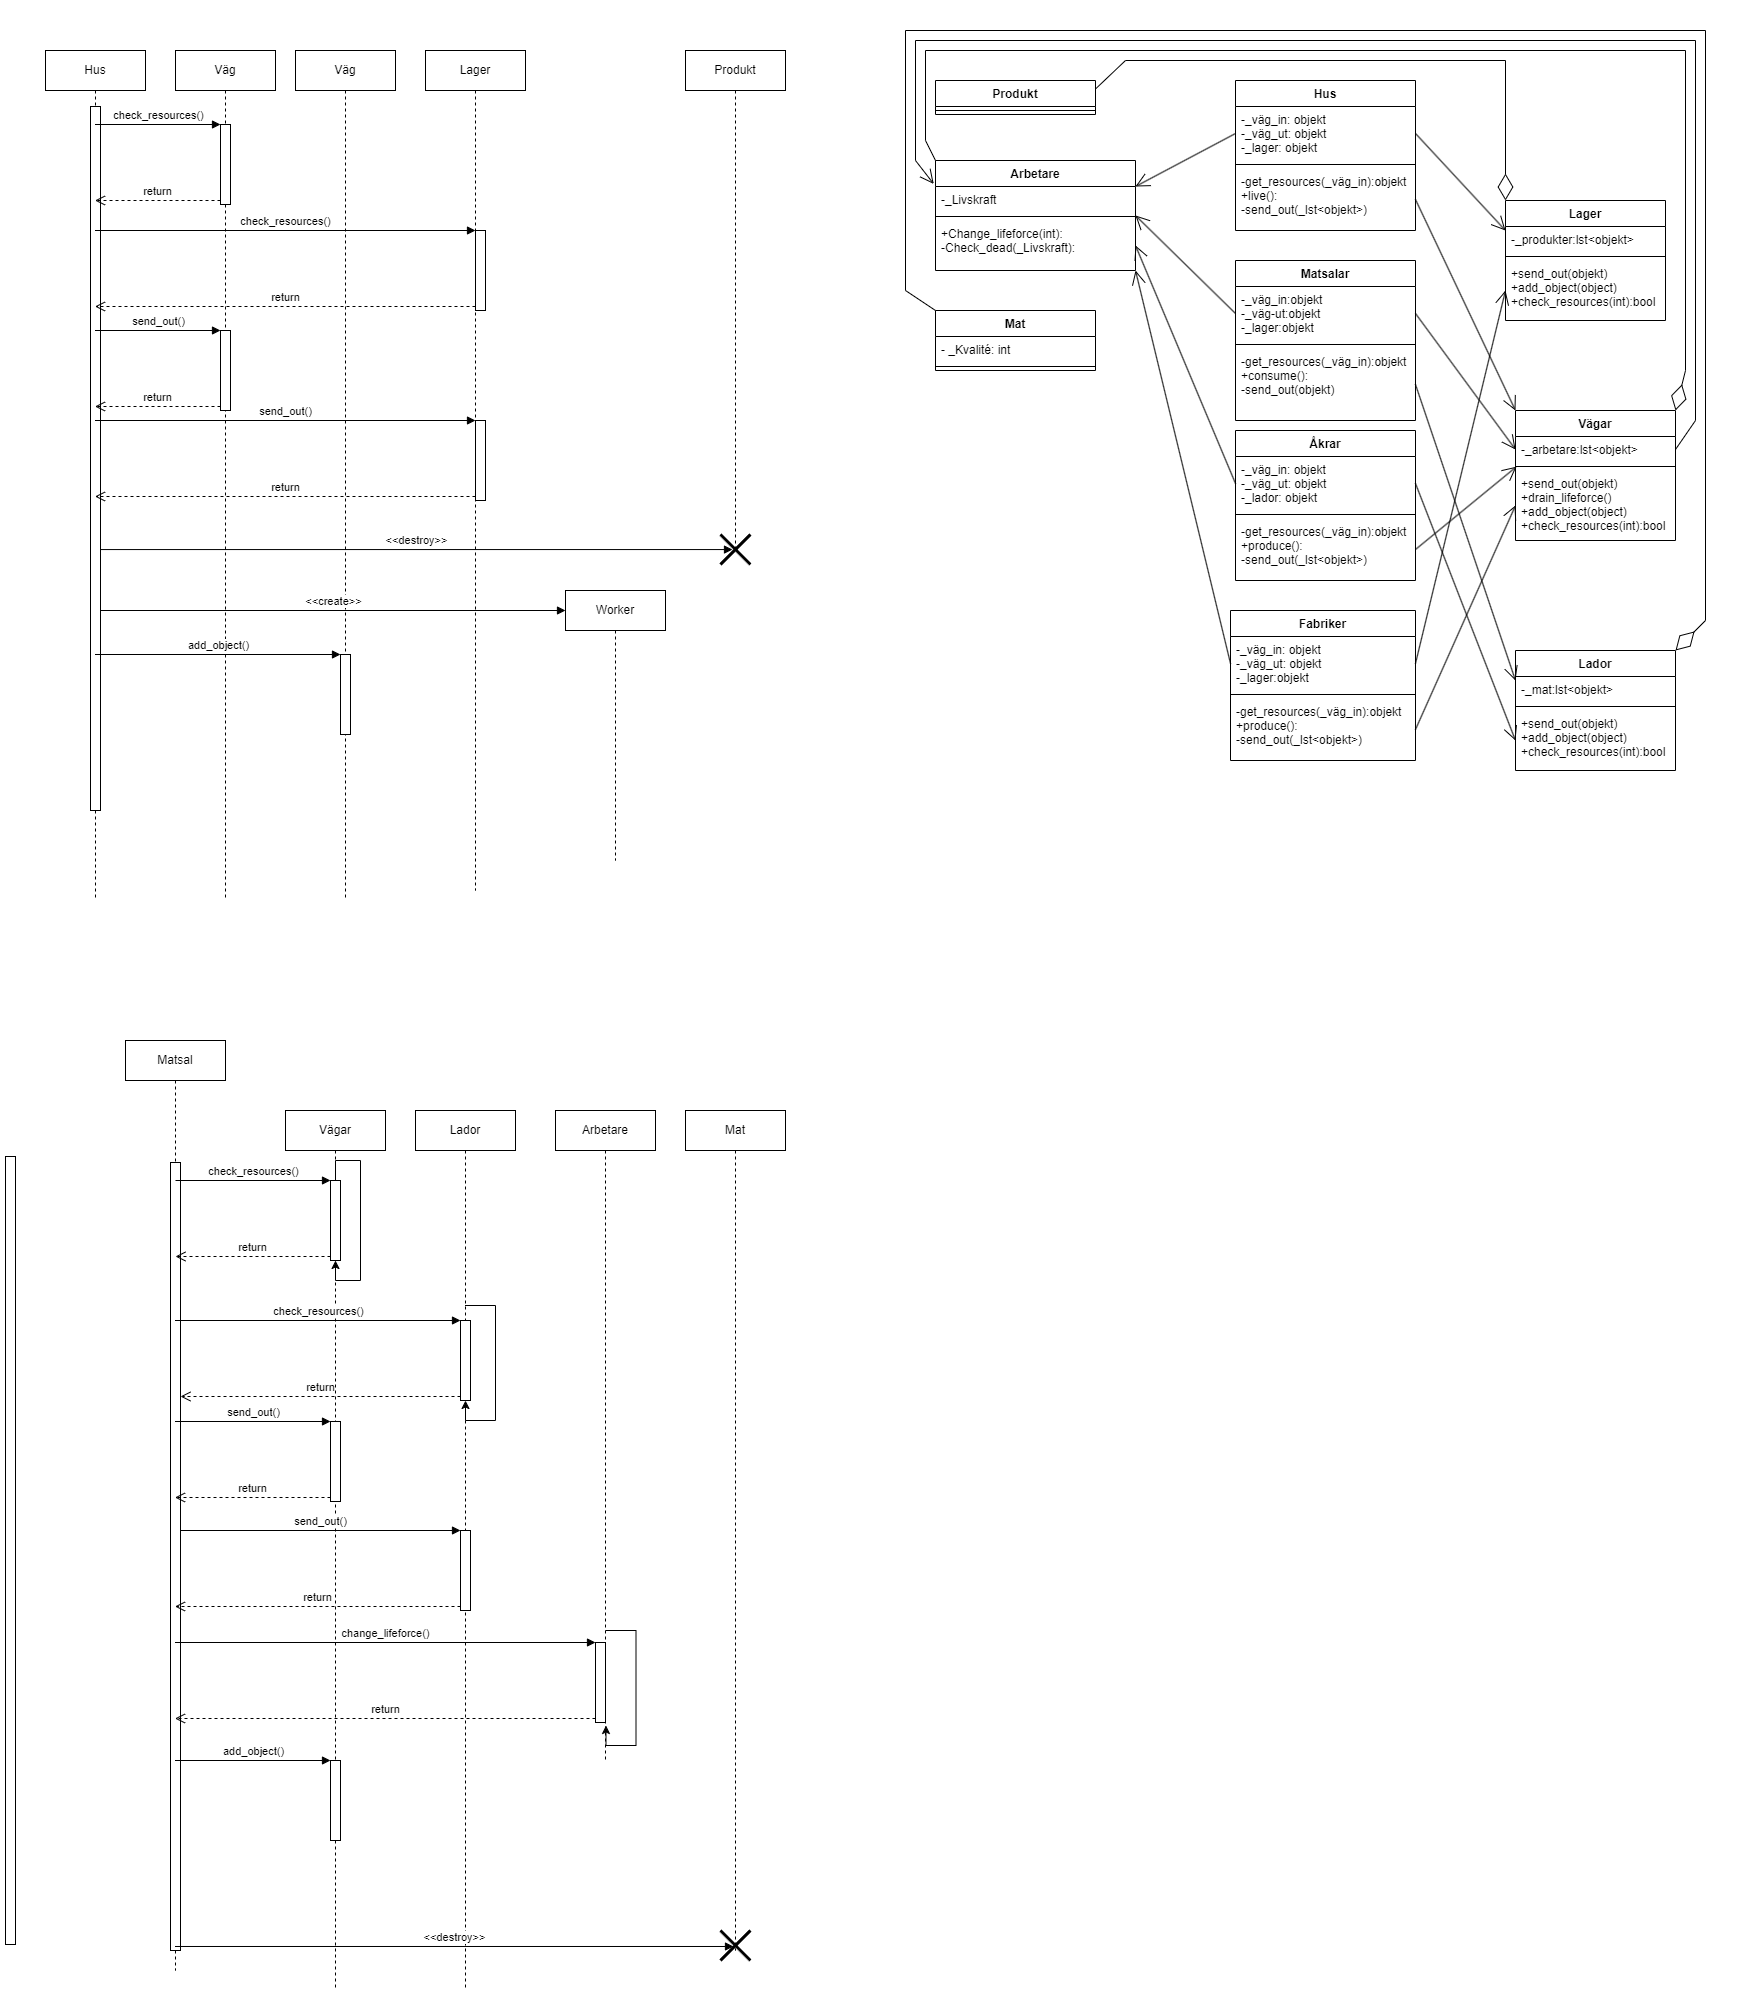 Hus
Väg
Väg
Lager
Produkt
check_resources()
return
check_resources()
return
send_out()
return
send_out()
return
<<destroy>>
<<create>>
Worker
add_object()
Produkt
Arbetare
-_Livskraft
+Change_lifeforce(int):
-Check_dead(_Livskraft):
Mat
- _Kvalité: int
Hus
-_väg_in: objekt
-_väg_ut: objekt
-_lager: objekt
-get_resources(_väg_in):objekt
+live():
-send_out(_lst<objekt>)
Matsalar
-_väg_in:objekt
-_väg-ut:objekt
-_lager:objekt
-get_resources(_väg_in):objekt
+consume():
-send_out(objekt)
Åkrar
-_väg_in: objekt
-_väg_ut: objekt
-_lador: objekt
-get_resources(_väg_in):objekt
+produce():
-send_out(_lst<objekt>)
Fabriker
-_väg_in: objekt
-_väg_ut: objekt
-_lager:objekt
-get_resources(_väg_in):objekt
+produce():
-send_out(_lst<objekt>)
Lager
-_produkter:lst<objekt>
+send_out(objekt)
+add_object(object)
+check_resources(int):bool
Vägar
-_arbetare:lst<objekt>
+send_out(objekt)
+drain_lifeforce()
+add_object(object)
+check_resources(int):bool
Lador
-_mat:lst<objekt>
+send_out(objekt)
+add_object(object)
+check_resources(int):bool
Matsal
Vägar
Lador
Arbetare
Mat
check_resources()
return
check_resources()
return
send_out()
return
send_out()
return
change_lifeforce()
return
add_object()
<<destroy>>